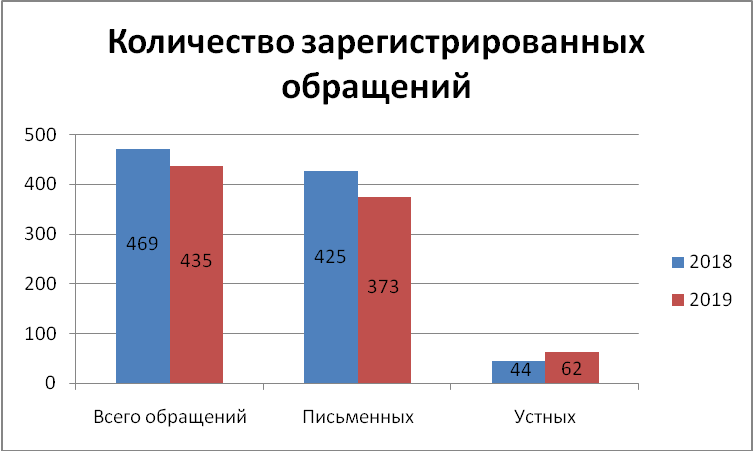 Количество зарегистрированных
обращений
500
400
300
200
100
0
469
435
425
373
44
62
Всего обращений
Письменных
Устных
2018
2019